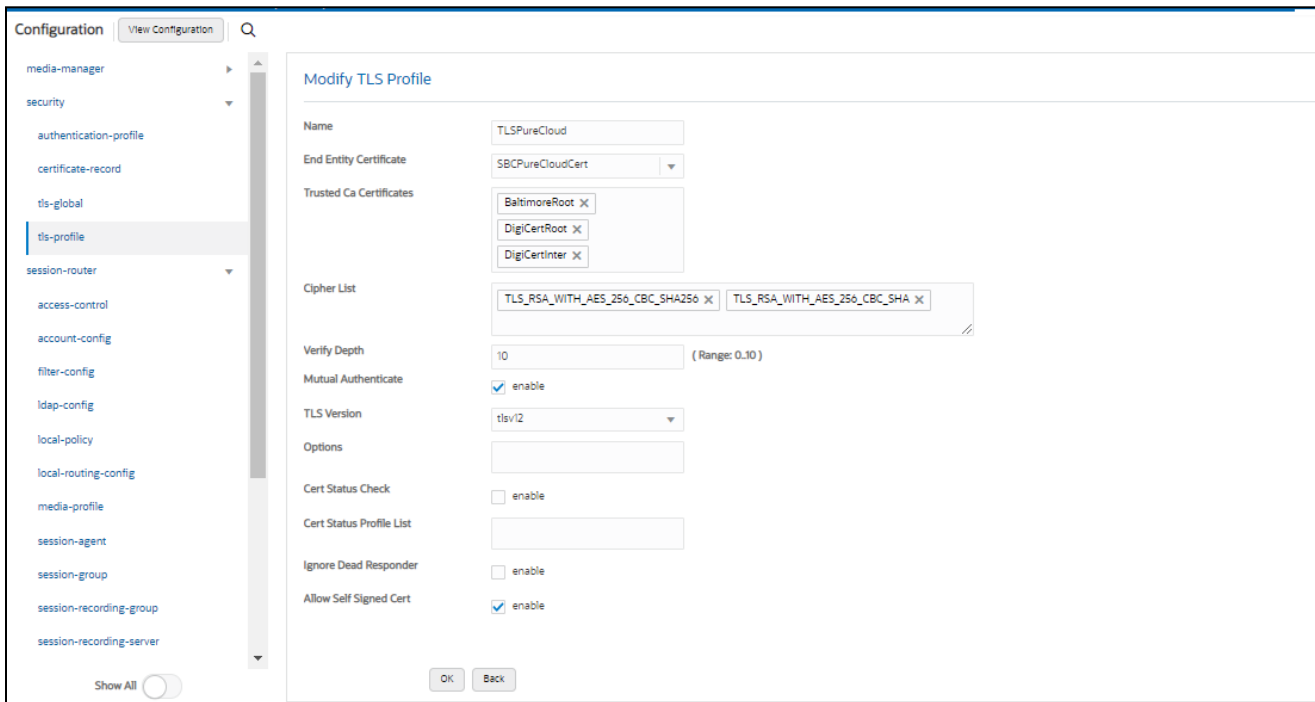 Configuration View Configuration
media-manager
security
authentication-profile
certificate-record
tls-global
tls-profile
session-router
access-control
account-config
filter-config
ldap-config
local-policy
local-routing-config
media-profile
session-agent
session-group
session-recording-group
session-recording-server
Show All
Modify TLS Profile
Name TLSPureCloud
End Entity Certificate SBCPureCloudCert
Trusted Ca Certificates BaltimoreRoot
DigiCertRoot
DigiCertInter
Cipher List TLS_RSA_WITH_AES_256_CBC_SHA256 TLS_RSA_WITH_AES_256_CBC_SHA
Verify Depth 10 ( Range: 0..10 )
Mutual Authenticate enable
TLS Version tlsv12
Options
Cert Status Check enable
Cert Status Profile List
Ignore Dead Responder enable
Allow Self Signed Cert enable
OK Back